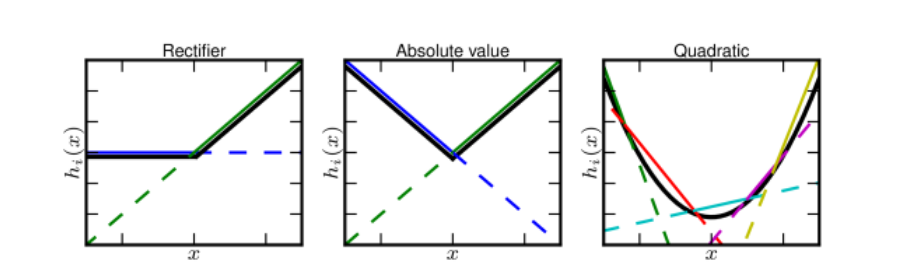 Rectifier
h_i(x)
x
Absolute value
h_i(x)
x
Quadratic
h_i(x)
x